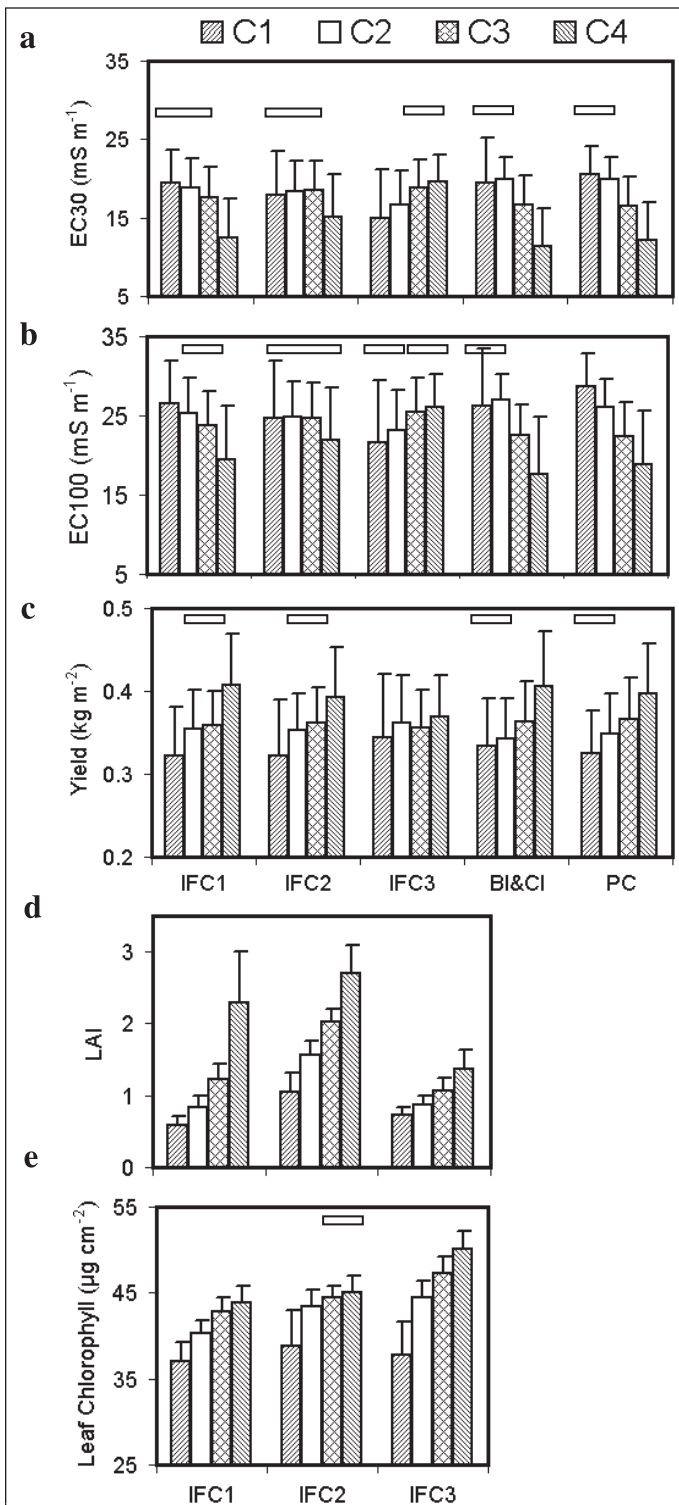 a
C1 C2 C3 C4
EC30 (mS m⁻¹)
35
25
15
5
b
EC100 (mS m⁻¹)
35
25
15
5
c
Yield (kg m⁻²)
0.5
0.4
0.3
0.2
IFC1 IFC2 IFC3 BI&CI PC
d
LAI
3
2
1
0
e
Leaf Chlorophyll (µg cm⁻²)
55
45
35
25
IFC1 IFC2 IFC3